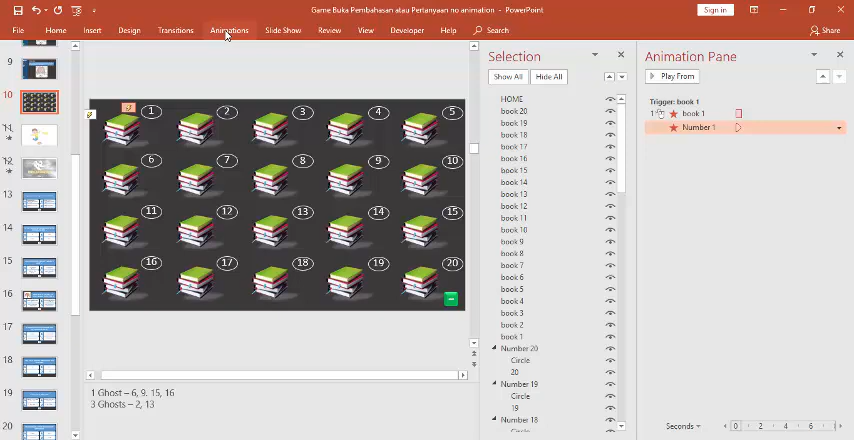 Game Buka Pembahasan atau Pertanyaan no animation - PowerPoint
Sign in
File Home Insert Design Transitions Animations Slide Show Review View Developer Help Search Share
9
10
11
12
13
14
15
16
17
18
19
20
1 2 3 4 5
6 7 8 9 10
11 12 13 14 15
16 17 18 19 20
1 Ghost – 6, 9. 15, 16
3 Ghosts – 2, 13
Selection
Show All Hide All
HOME
book 20
book 19
book 18
book 17
book 16
book 15
book 14
book 13
book 12
book 11
book 10
book 9
book 8
book 7
book 6
book 5
book 4
book 3
book 2
book 1
Number 20
Circle
20
Number 19
Circle
19
Number 18
Circle
Animation Pane
Play From
Trigger: book 1
1 book 1
Number 1
Seconds 0 2 4 6